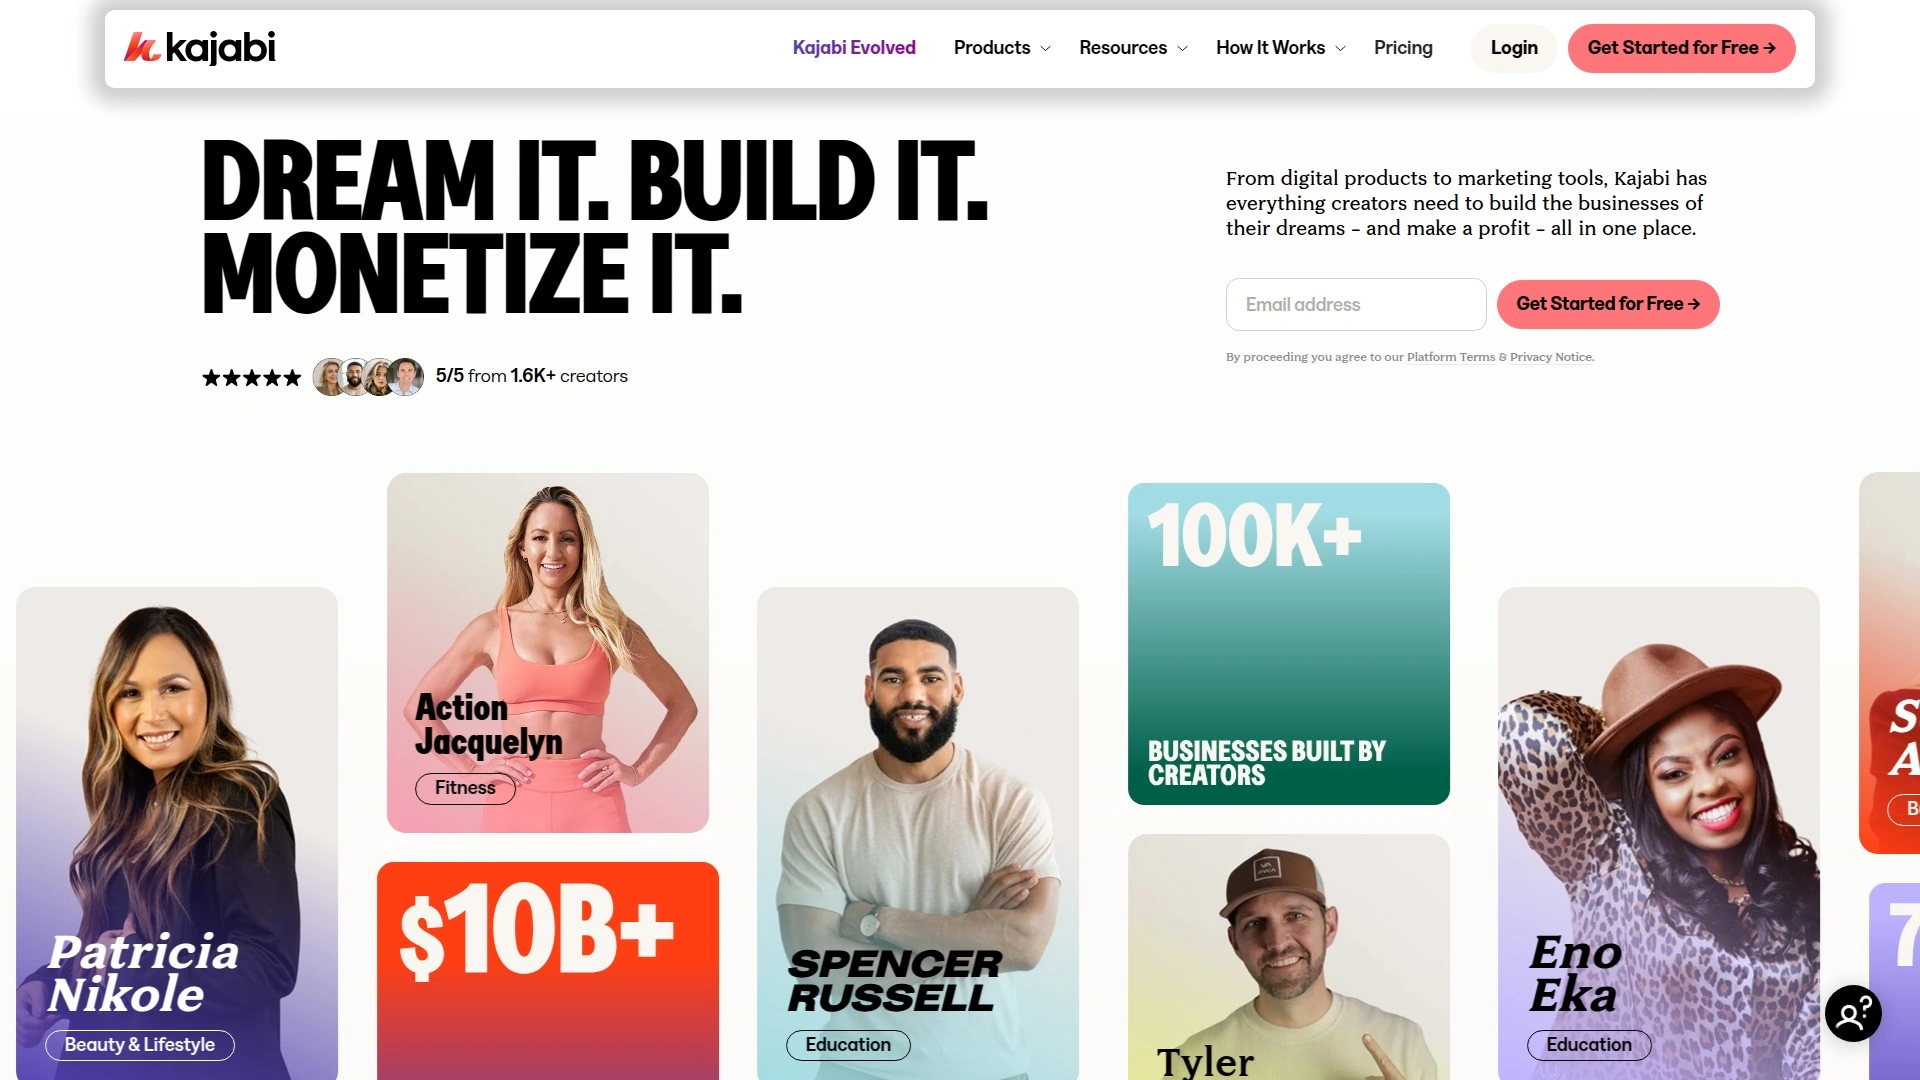 kajabi
Kajabi Evolved
Products
Resources
How It Works
Pricing
Login
Get Started for Free →
DREAM IT. BUILD IT.
MONETIZE IT.
From digital products to marketing tools, Kajabi has
everything creators need to build the businesses of
their dreams – and make a profit – all in one place.
Email address
Get Started for Free →
By proceeding you agree to our Platform Terms & Privacy Notice.
5/5 from 1.6K+ creators
Patricia
Nikole
Beauty & Lifestyle
Action
Jacquelyn
Fitness
$10B+
SPENCER
RUSSELL
Education
100K+
BUSINESSES BUILT BY
CREATORS
VA
RVCA
Tyler
Eno
Eka
Education
?